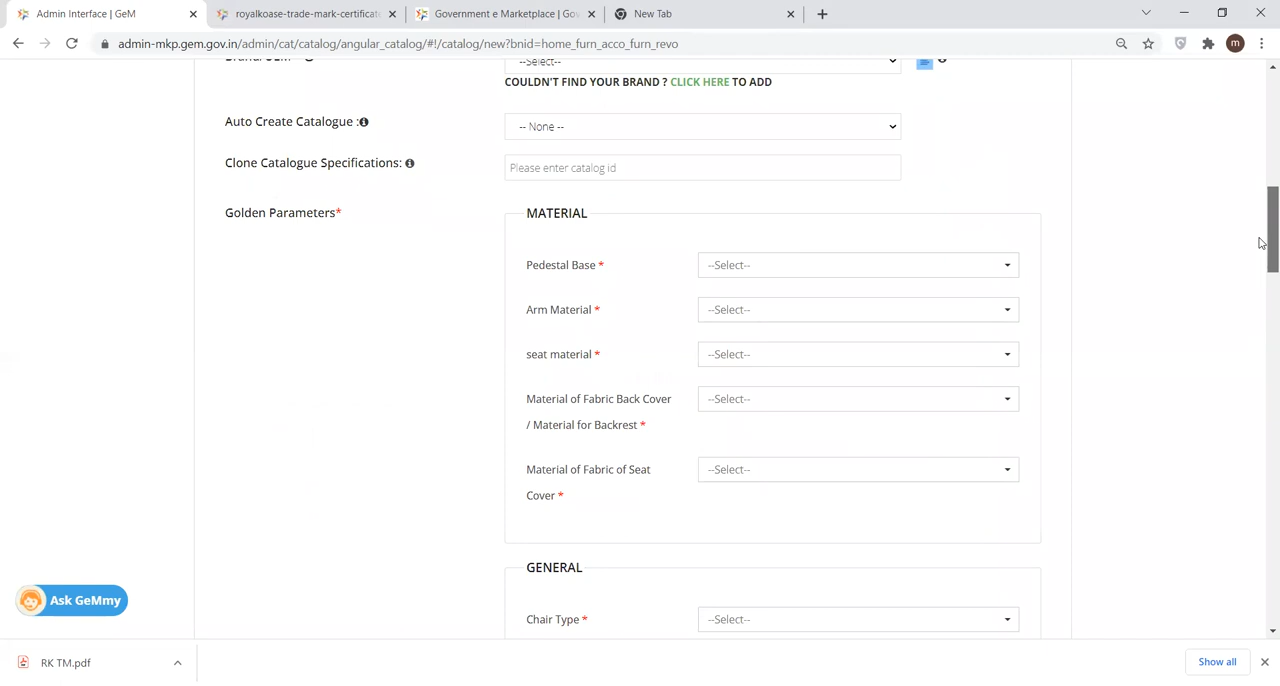 Admin Interface | GeM
royalkoase-trade-mark-certificate
Government e Marketplace | Gov
New Tab
admin-mkp.gem.gov.in/admin/cat/catalog/angular_catalog/#!/catalog/new?bnid=home_furn_acco_furn_revo
m
--Select--
COULDN'T FIND YOUR BRAND ? CLICK HERE TO ADD
Auto Create Catalogue :
-- None --
Clone Catalogue Specifications:
Please enter catalog id
Golden Parameters*
MATERIAL
Pedestal Base *
--Select--
Arm Material *
--Select--
seat material *
--Select--
Material of Fabric Back Cover
/ Material for Backrest *
--Select--
Material of Fabric of Seat
Cover *
--Select--
GENERAL
Chair Type *
--Select--
Ask GeMmy
RK TM.pdf
Show all